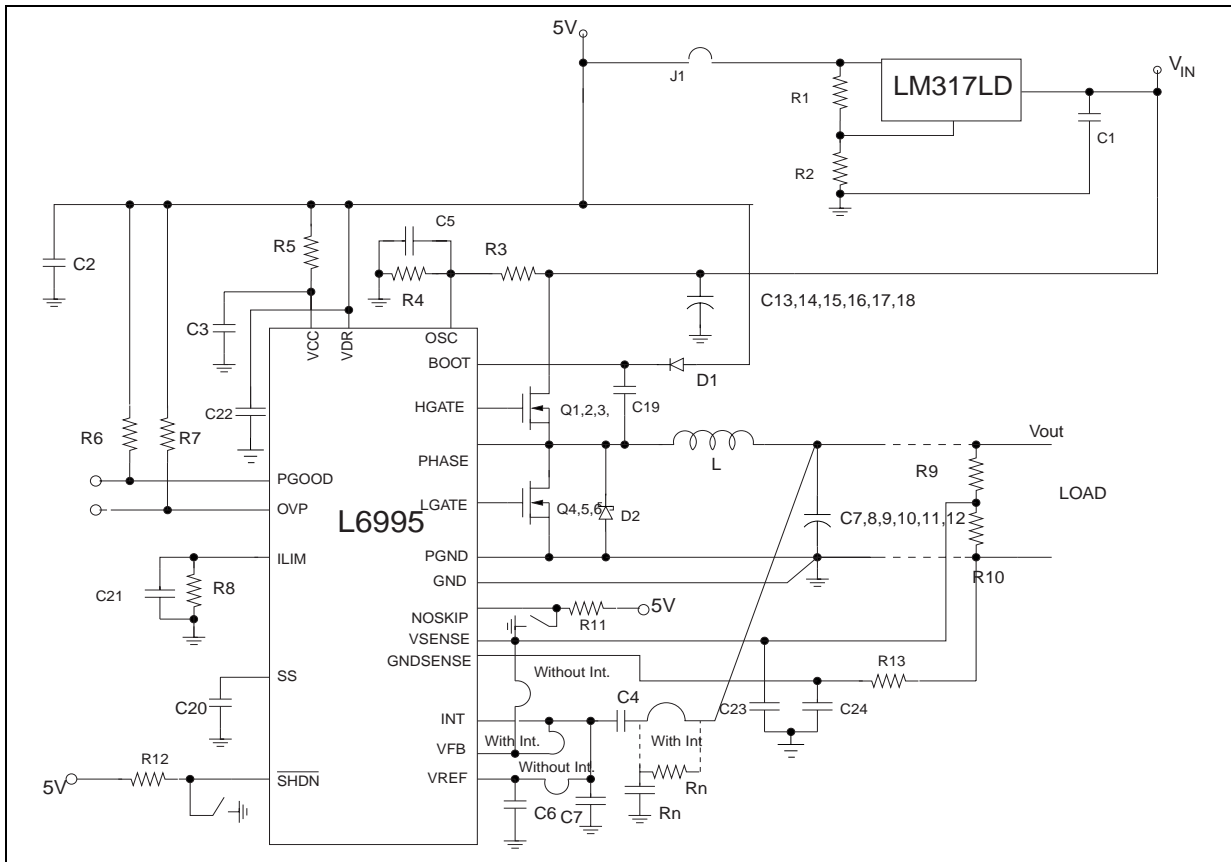 5V
J1
R1
LM317LD
V_IN
C1
R2
C2
R5
C5
R3
R4
C13,14,15,16,17,18
C3
VCC
VDR
OSC
BOOT
D1
C22
HGATE
Q1,2,3,
C19
R6
R7
PHASE
L
Vout
R9
PGOOD
LGATE
Q4,5,6
D2
LOAD
OVP
L6995
C7,8,9,10,11,12
ILIM
PGND
R10
C21
R8
GND
NOSKIP
R11
5V
VSENSE
GNDSENSE
Without Int.
R13
SS
C20
C4
C23
C24
INT
With Int.
With Int
VFB
Without Int.
R12
5V
SHDN
VREF
Rn
C6
C7
Rn